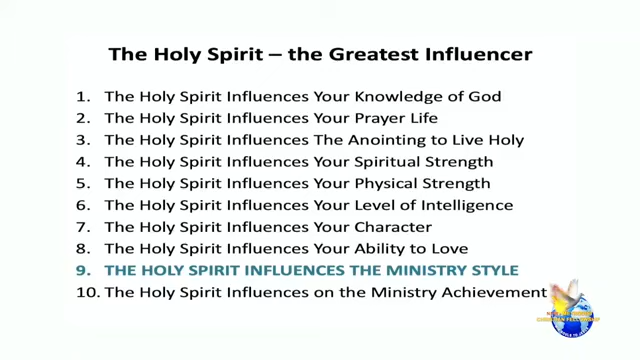 The Holy Spirit – the Greatest Influencer
1. The Holy Spirit Influences Your Knowledge of God
2. The Holy Spirit Influences Your Prayer Life
3. The Holy Spirit Influences The Anointing to Live Holy
4. The Holy Spirit Influences Your Spiritual Strength
5. The Holy Spirit Influences Your Physical Strength
6. The Holy Spirit Influences Your Level of Intelligence
7. The Holy Spirit Influences Your Character
8. The Holy Spirit Influences Your Ability to Love
9. THE HOLY SPIRIT INFLUENCES THE MINISTRY STYLE
10. The Holy Spirit Influences on the Ministry Achievement
CHRISTIAN FELLOWSHIP